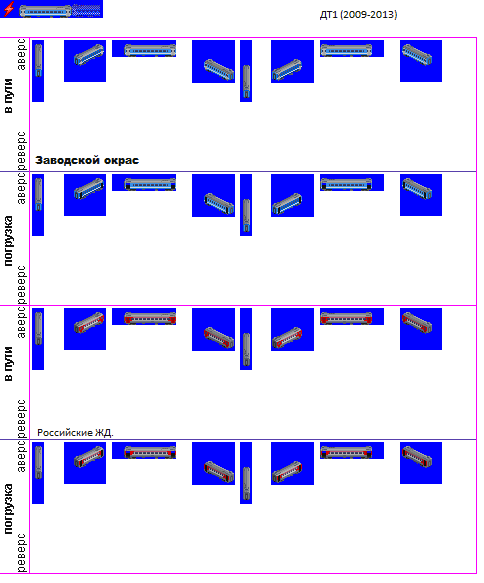 ДТ1 (2009-2013)
аверс
в пути
реверс
Заводской окрас
аверс
погрузка
реверс
аверс
в пути
реверс
Российские ЖД.
аверс
погрузка
реверс